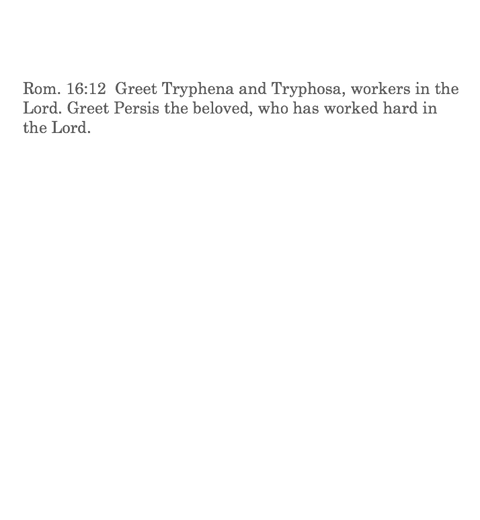 Rom. 16:12  Greet Tryphena and Tryphosa, workers in the
Lord. Greet Persis the beloved, who has worked hard in
the Lord.